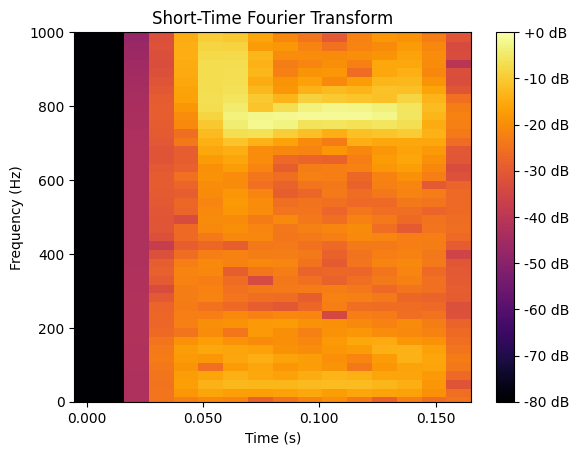 Short-Time Fourier Transform
1000
800
600
400
200
0
Frequency (Hz)
0.000
0.050
0.100
0.150
Time (s)
+0 dB
-10 dB
-20 dB
-30 dB
-40 dB
-50 dB
-60 dB
-70 dB
-80 dB